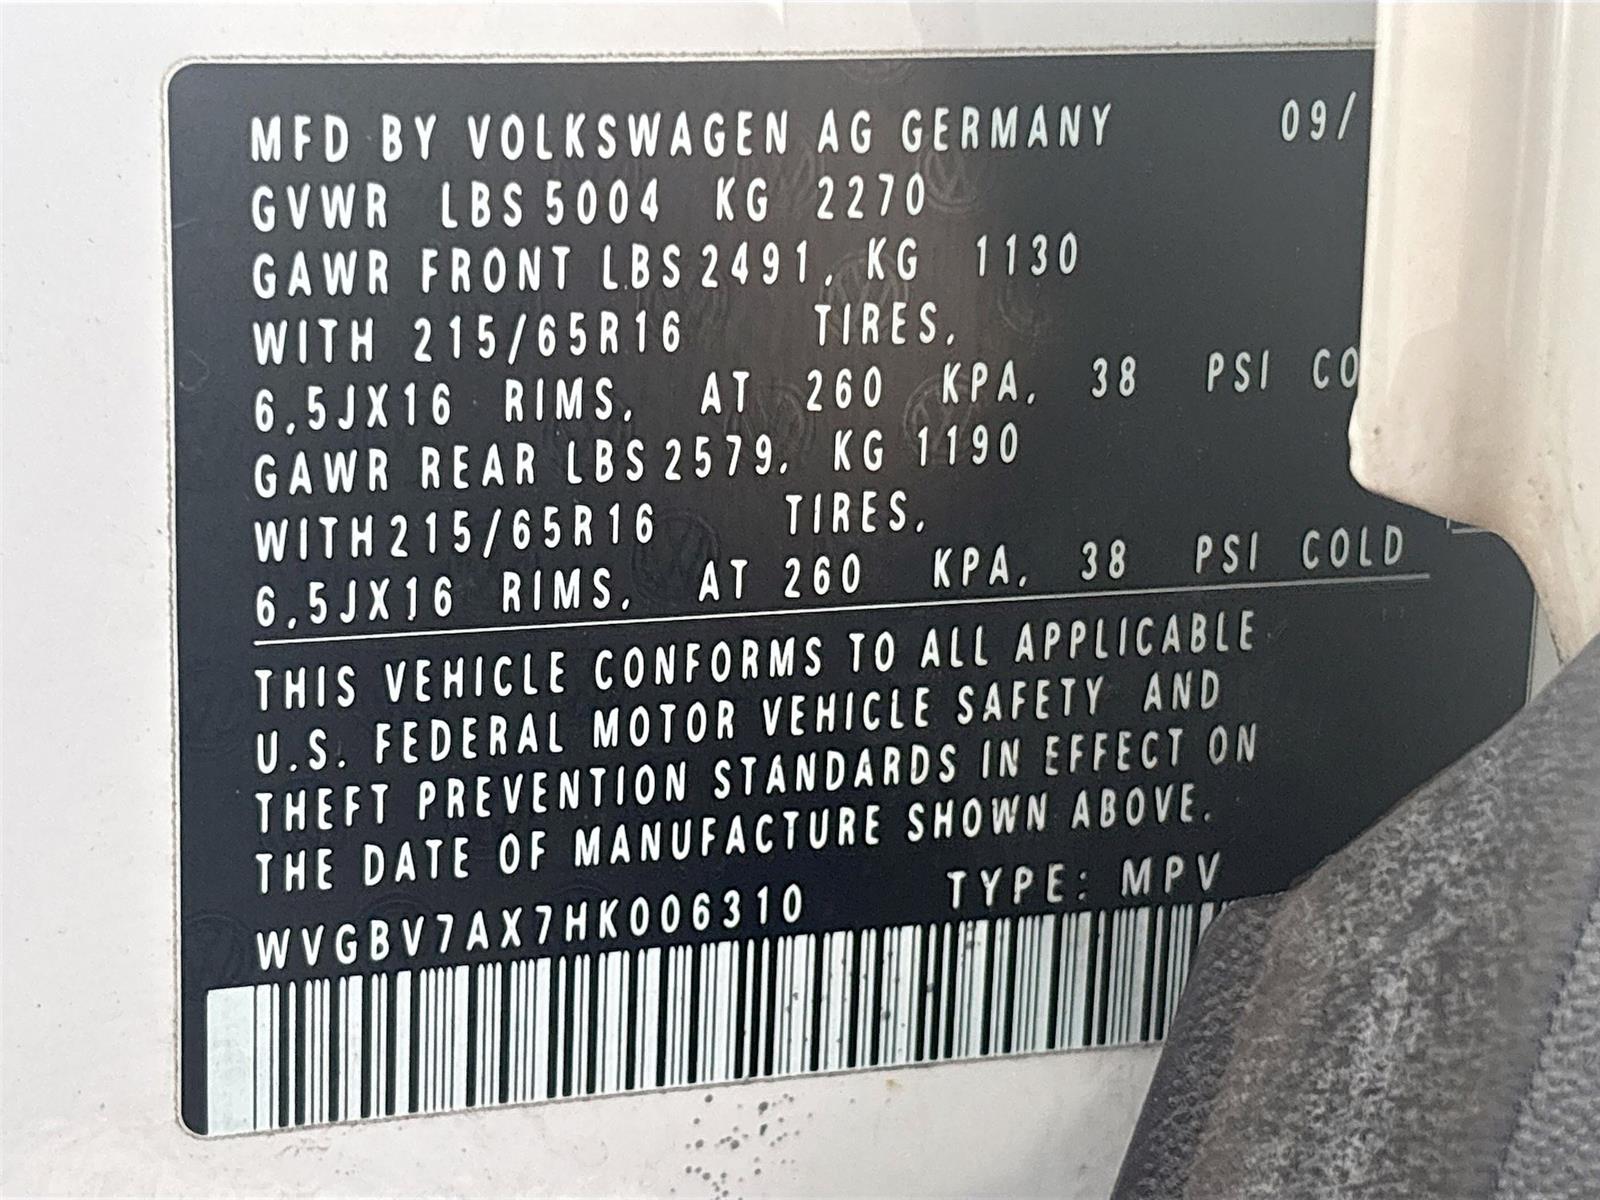 MFD BY VOLKSWAGEN AG GERMANY 09/
GVWR LBS 5004 KG 2270
GAWR FRONT LBS 2491, KG 1130
WITH 215/65R16 TIRES,
6,5JX16 RIMS, AT 260 KPA, 38 PSI CO
GAWR REAR LBS 2579, KG 1190
WITH 215/65R16 TIRES,
6,5JX16 RIMS, AT 260 KPA, 38 PSI COLD
THIS VEHICLE CONFORMS TO ALL APPLICABLE
U.S. FEDERAL MOTOR VEHICLE SAFETY AND
THEFT PREVENTION STANDARDS IN EFFECT ON
THE DATE OF MANUFACTURE SHOWN ABOVE.
WVGBV7AX7HK006310 TYPE: MPV